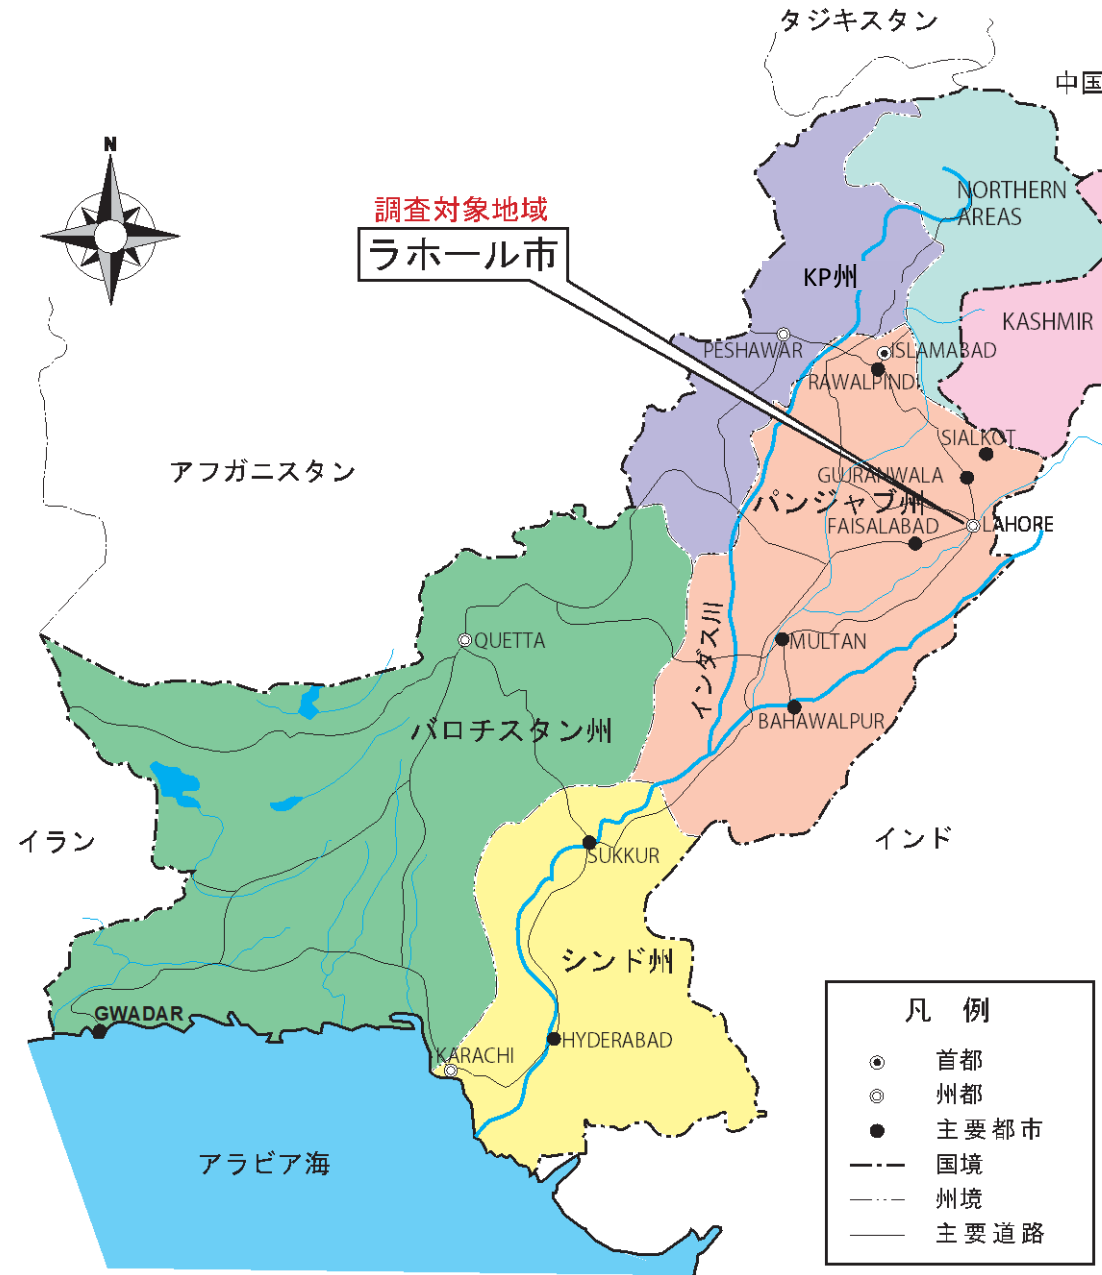 タジキスタン
中国
N
調査対象地域
ラホール市
NORTHERN
AREAS
KP州
KASHMIR
PESHAWAR
ISLAMABAD
RAWALPINDI
SIALKOT
アフガニスタン
GUJRANWALA
パンジャブ州
FAISALABAD
LAHORE
インダス川
QUETTA
MULTAN
バロチスタン州
BAHAWALPUR
イラン
インド
SUKKUR
シンド州
GWADAR
HYDERABAD
KARACHI
アラビア海
凡 例
首都
州都
主要都市
国境
州境
主要道路